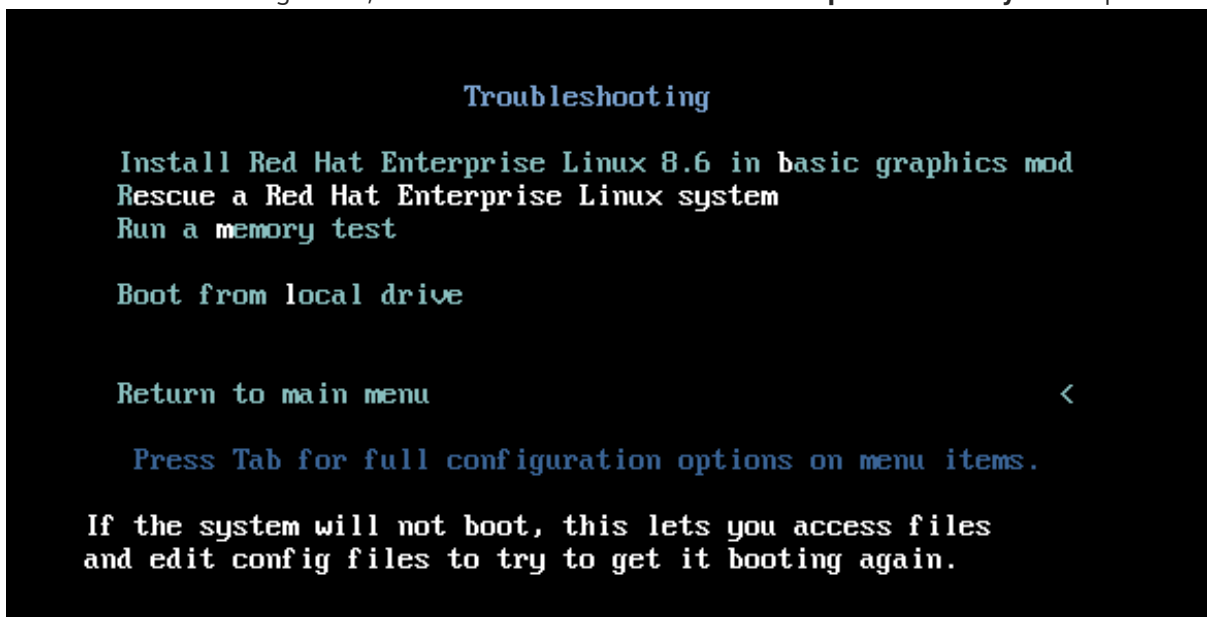 Troubleshooting
Install Red Hat Enterprise Linux 8.6 in basic graphics mod
Rescue a Red Hat Enterprise Linux system
Run a memory test
Boot from local drive
Return to main menu <
Press Tab for full configuration options on menu items.
If the system will not boot, this lets you access files
and edit config files to try to get it booting again.